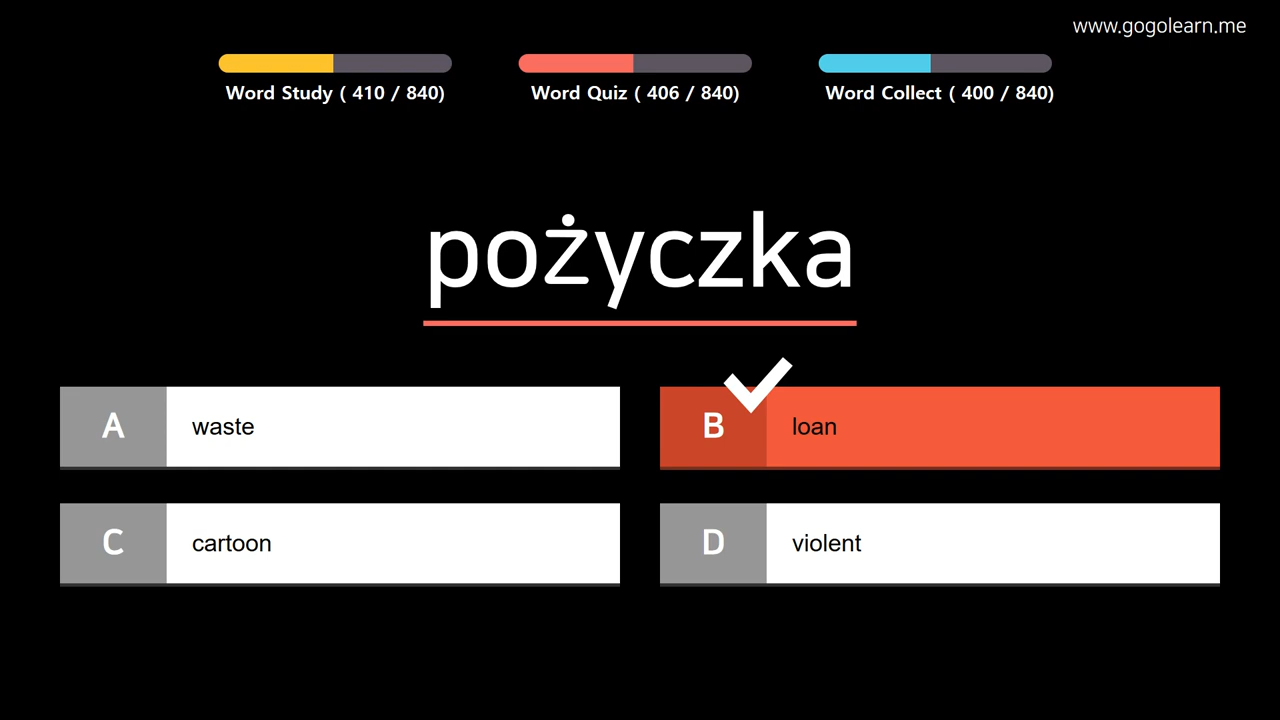 www.gogolearn.me
Word Study ( 410 / 840)
Word Quiz ( 406 / 840)
Word Collect ( 400 / 840)
pożyczka
A waste
B loan
C cartoon
D violent